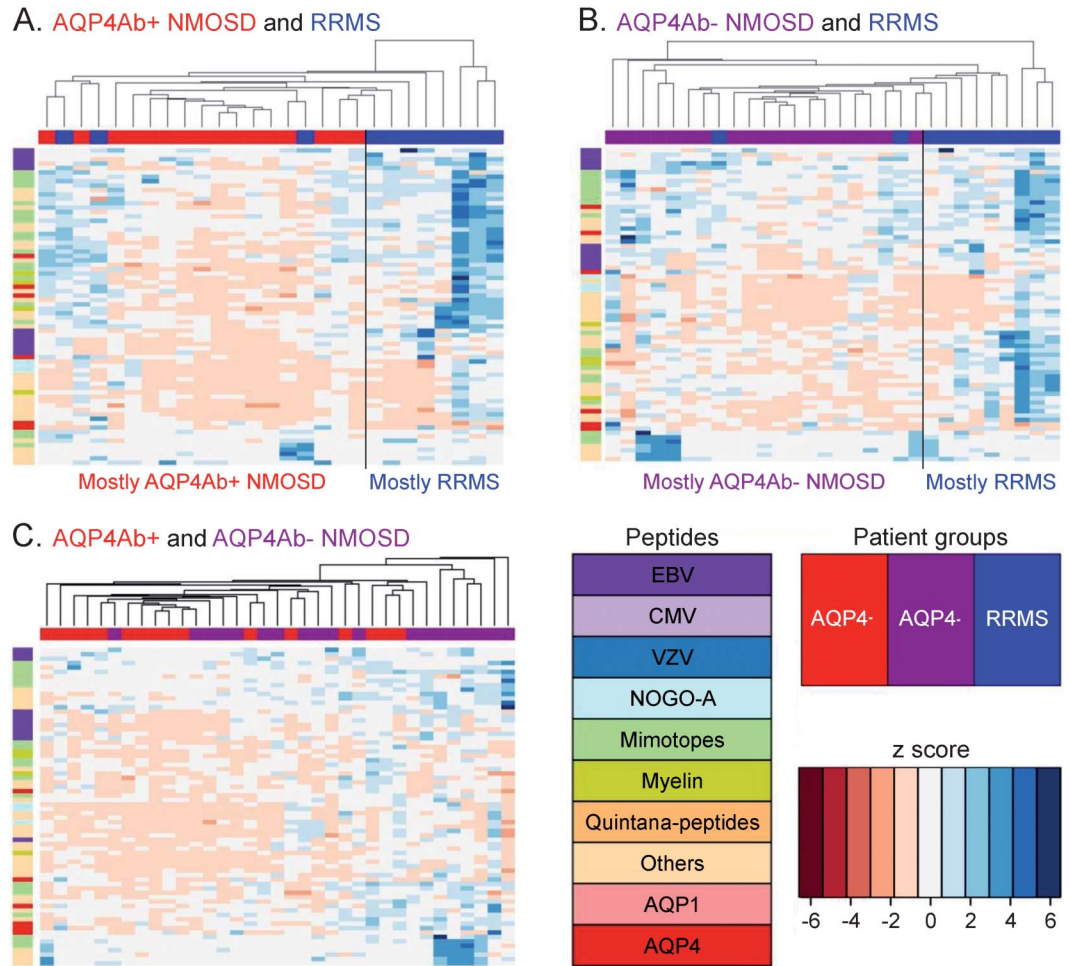 A. AQP4Ab+ NMOSD and RRMS
B. AQP4Ab- NMOSD and RRMS
Mostly AQP4Ab+ NMOSD
Mostly RRMS
Mostly AQP4Ab- NMOSD
Mostly RRMS
C. AQP4Ab+ and AQP4Ab- NMOSD
Peptides
EBV
CMV
VZV
NOGO-A
Mimotopes
Myelin
Quintana-peptides
Others
AQP1
AQP4
Patient groups
AQP4- AQP4- RRMS
z score
-6 -4 -2 0 2 4 6